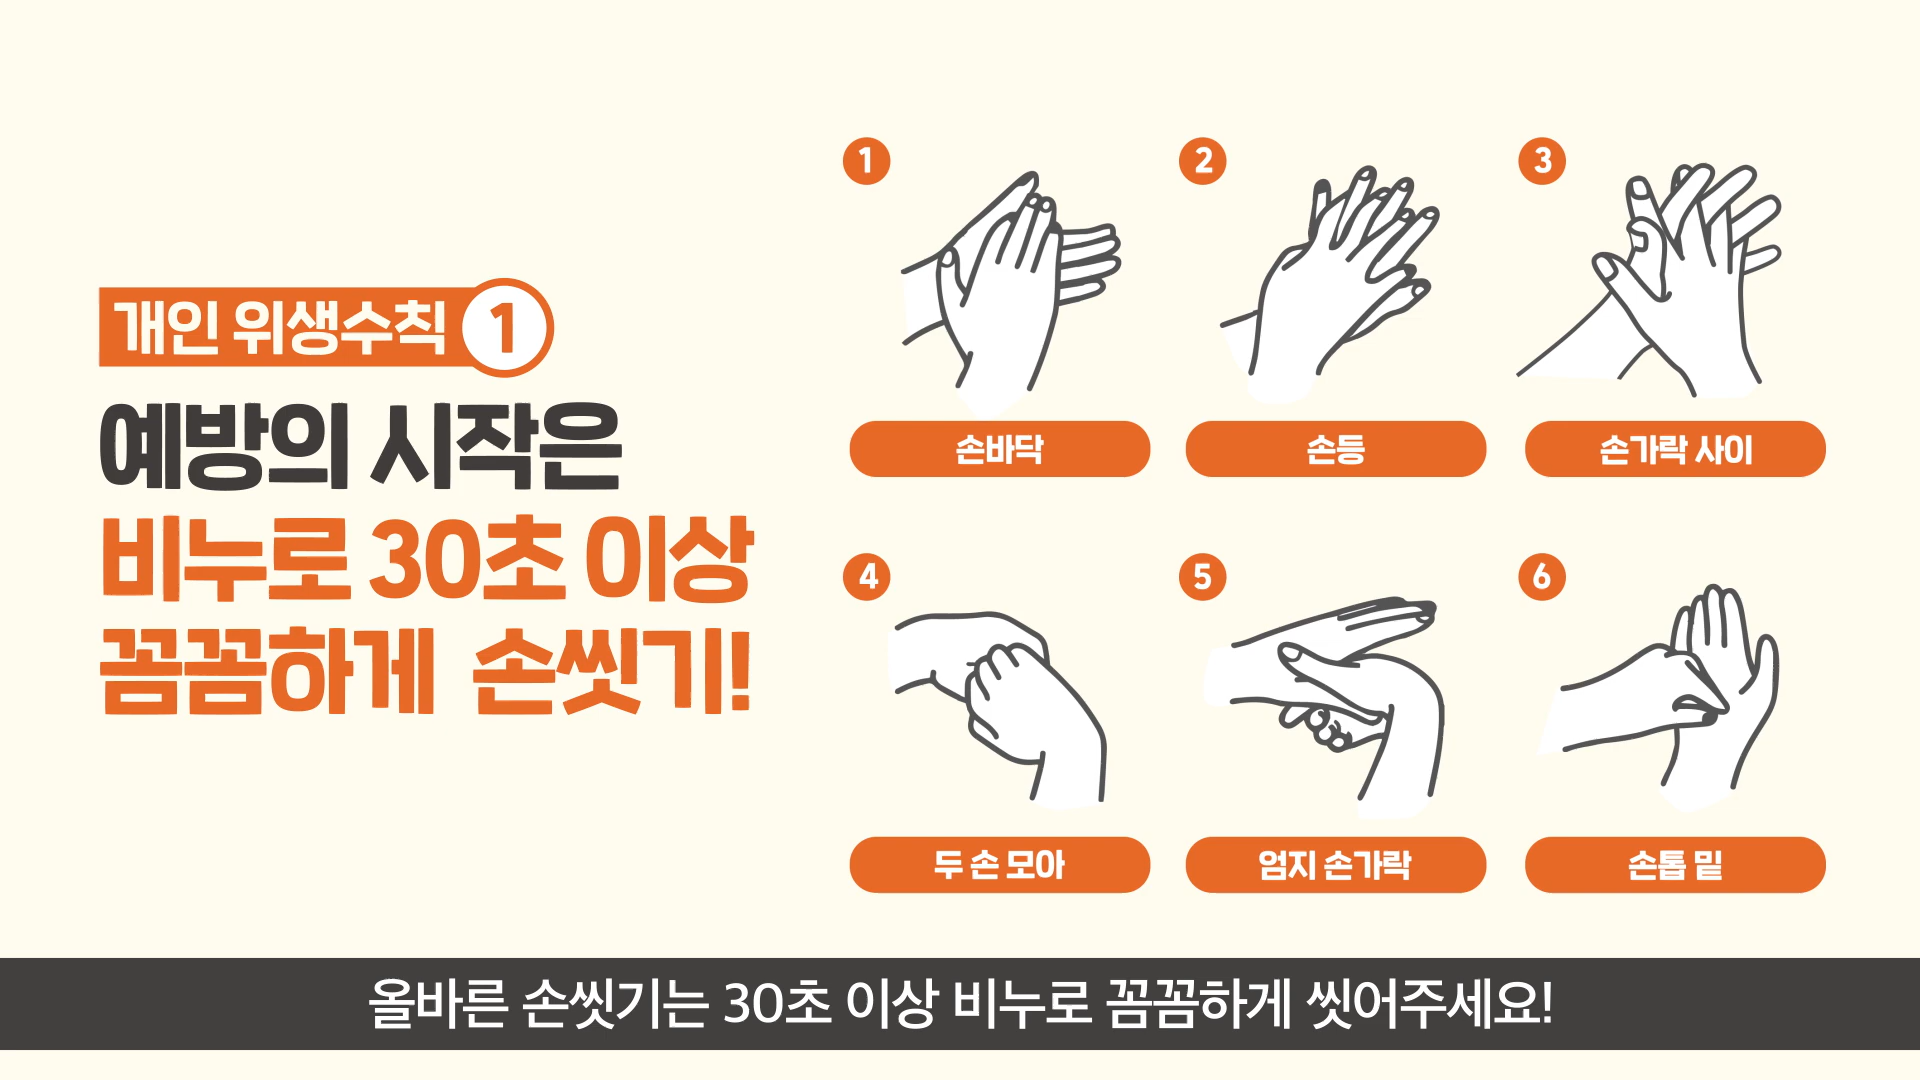 개인 위생수칙 1
예방의 시작은
비누로 30초 이상
꼼꼼하게 손씻기!
1
손바닥
2
손등
3
손가락 사이
4
두 손 모아
5
엄지 손가락
6
손톱 밑
올바른 손씻기는 30초 이상 비누로 꼼꼼하게 씻어주세요!